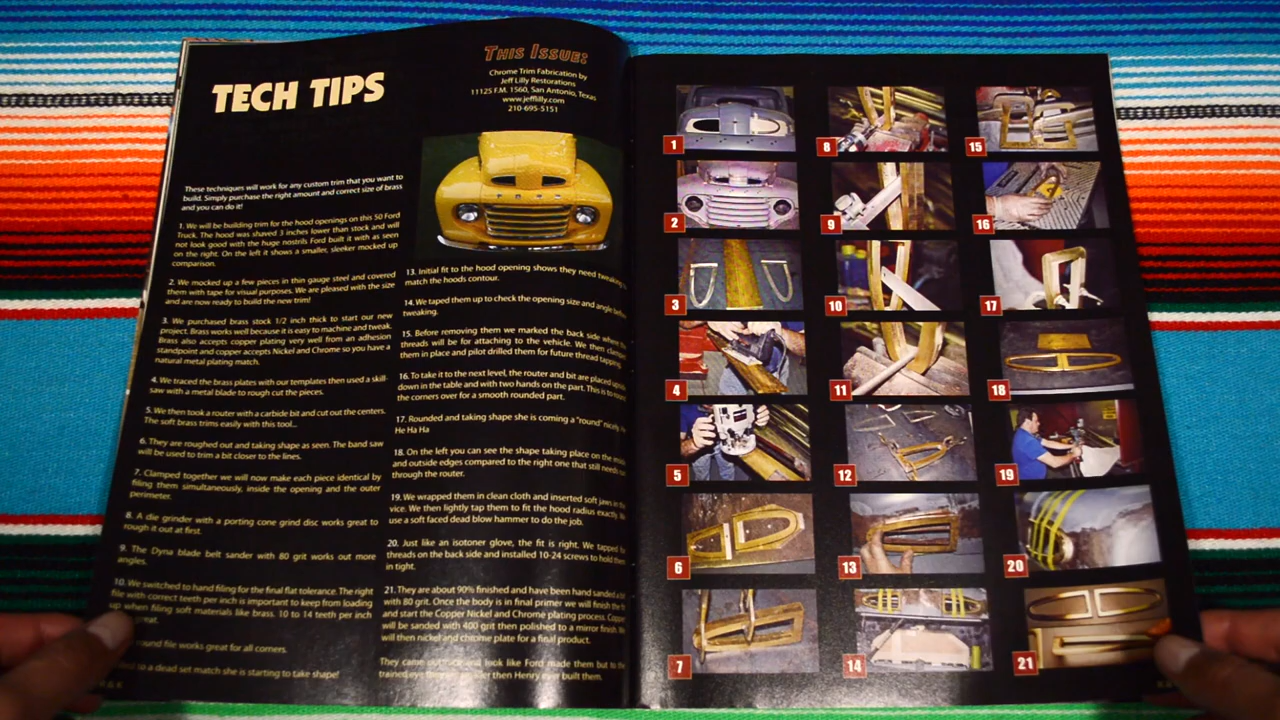 TECH TIPS
THIS ISSUE:
Chrome Trim Fabrication by
Jeff Lilly Restorations
11125 F.M. 1560, San Antonio, Texas
www.jefflilly.com
210-695-5151
These techniques will work for any custom trim that you want to
build. Simply purchase the right amount and correct size of brass
and you can do it!
1. We will be building trim for the hood openings on this 50 Ford
Truck. The hood was shaved 3 inches lower than stock and will
not look good with the huge nostrils Ford built it with as seen
on the right. On the left it shows a smaller, sleeker mocked up
comparison.
2. We mocked up a few pieces in thin gauge steel and covered
them with tape for visual purposes. We are pleased with the size
and are now ready to build the new trim!
3. We purchased brass stock 1/2 inch thick to start our new
project. Brass works well because it is easy to machine and tweak.
Brass also accepts copper plating very well from an adhesion
standpoint and copper accepts Nickel and Chrome so you have a
natural metal plating match.
4. We traced the brass plates with our templates then used a skill-
saw with a metal blade to rough cut the pieces.
5. We then took a router with a carbide bit and cut out the centers.
The soft brass trims easily with this tool...
6. They are roughed out and taking shape as seen. The band saw
will be used to trim a bit closer to the lines.
7. Clamped together we will now make each piece identical by
filing them simultaneously, inside the opening and the outer
perimeter.
8. A die grinder with a porting cone grind disc works great to
rough it out at first.
9. The Dyna blade belt sander with 80 grit works out more
angles.
10. We switched to hand filing for the final flat tolerance. The right
file with correct teeth per inch is important to keep from loading
up when filing soft materials like brass. 10 to 14 teeth per inch
great.
round file works great for all corners.
to a dead set match she is starting to take shape!
13. Initial fit to the hood opening shows they need tweaking
match the hoods contour.
14. We taped them up to check the opening size and angle before
tweaking.
15. Before removing them we marked the back side where the
threads will be for attaching to the vehicle. We then clamped
them in place and pilot drilled them for future thread tapping.
16. To take it to the next level, the router and bit are placed upside
down in the table and with two hands on the part. This is to round
the corners over for a smooth rounded part.
17. Rounded and taking shape she is coming a "round" nicely.
He Ha Ha
18. On the left you can see the shape taking place on the inside
and outside edges compared to the right one that still needs
through the router.
19. We wrapped them in clean cloth and inserted soft jaws in the
vice. We then lightly tap them to fit the hood radius exactly. We
use a soft faced dead blow hammer to do the job.
20. Just like an isotoner glove, the fit is right. We tapped
threads on the back side and installed 10-24 screws to hold them
in tight.
21. They are about 90% finished and have been hand sanded
with 80 grit. Once the body is in final primer we will finish the fit
and start the Copper Nickel and Chrome plating process. Copper
will be sanded with 400 grit then polished to a mirror finish. We
will then nickel and chrome plate for a final product.
They came out nice and look like Ford made them but to the
trained eye then Henry ever built them.
1
2
3
4
5
6
7
8
9
10
11
12
13
14
15
16
17
18
19
20
21